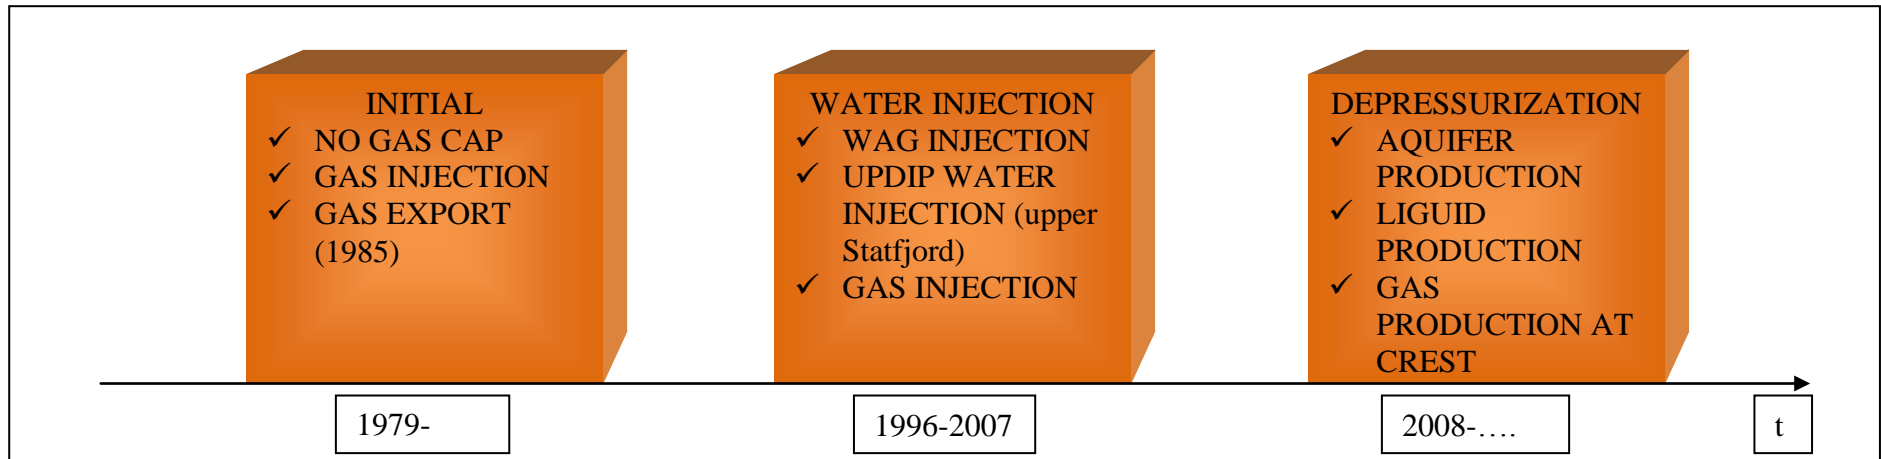 INITIAL
✓ NO GAS CAP
✓ GAS INJECTION
✓ GAS EXPORT
(1985)
WATER INJECTION
✓ WAG INJECTION
✓ UPDIP WATER
INJECTION (upper
Statfjord)
✓ GAS INJECTION
DEPRESSURIZATION
✓ AQUIFER
PRODUCTION
✓ LIGUID
PRODUCTION
✓ GAS
PRODUCTION AT
CREST
1979-
1996-2007
2008-….
t